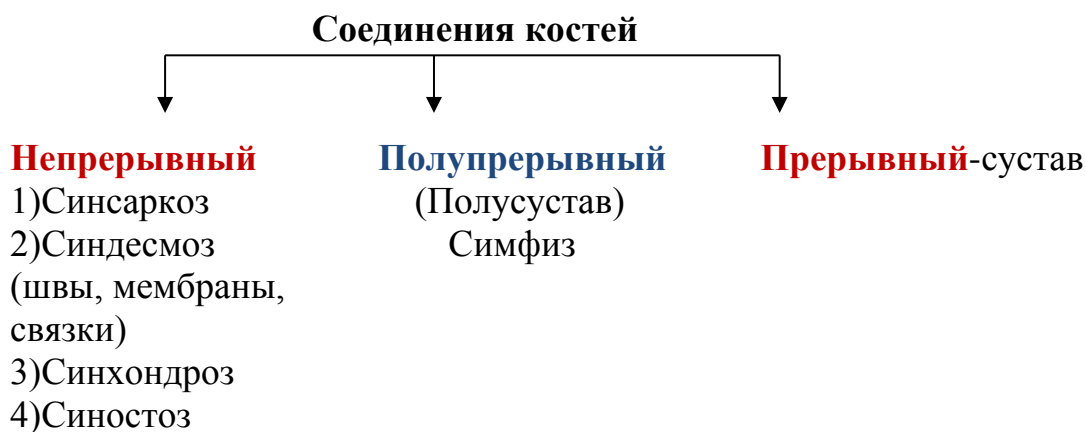 Соединения костей
Непрерывный
1)Синсаркоз
2)Синдесмоз
(швы, мембраны,
связки)
3)Синхондроз
4)Синостоз
Полупрерывный
(Полусустав)
Симфиз
Прерывный-сустав